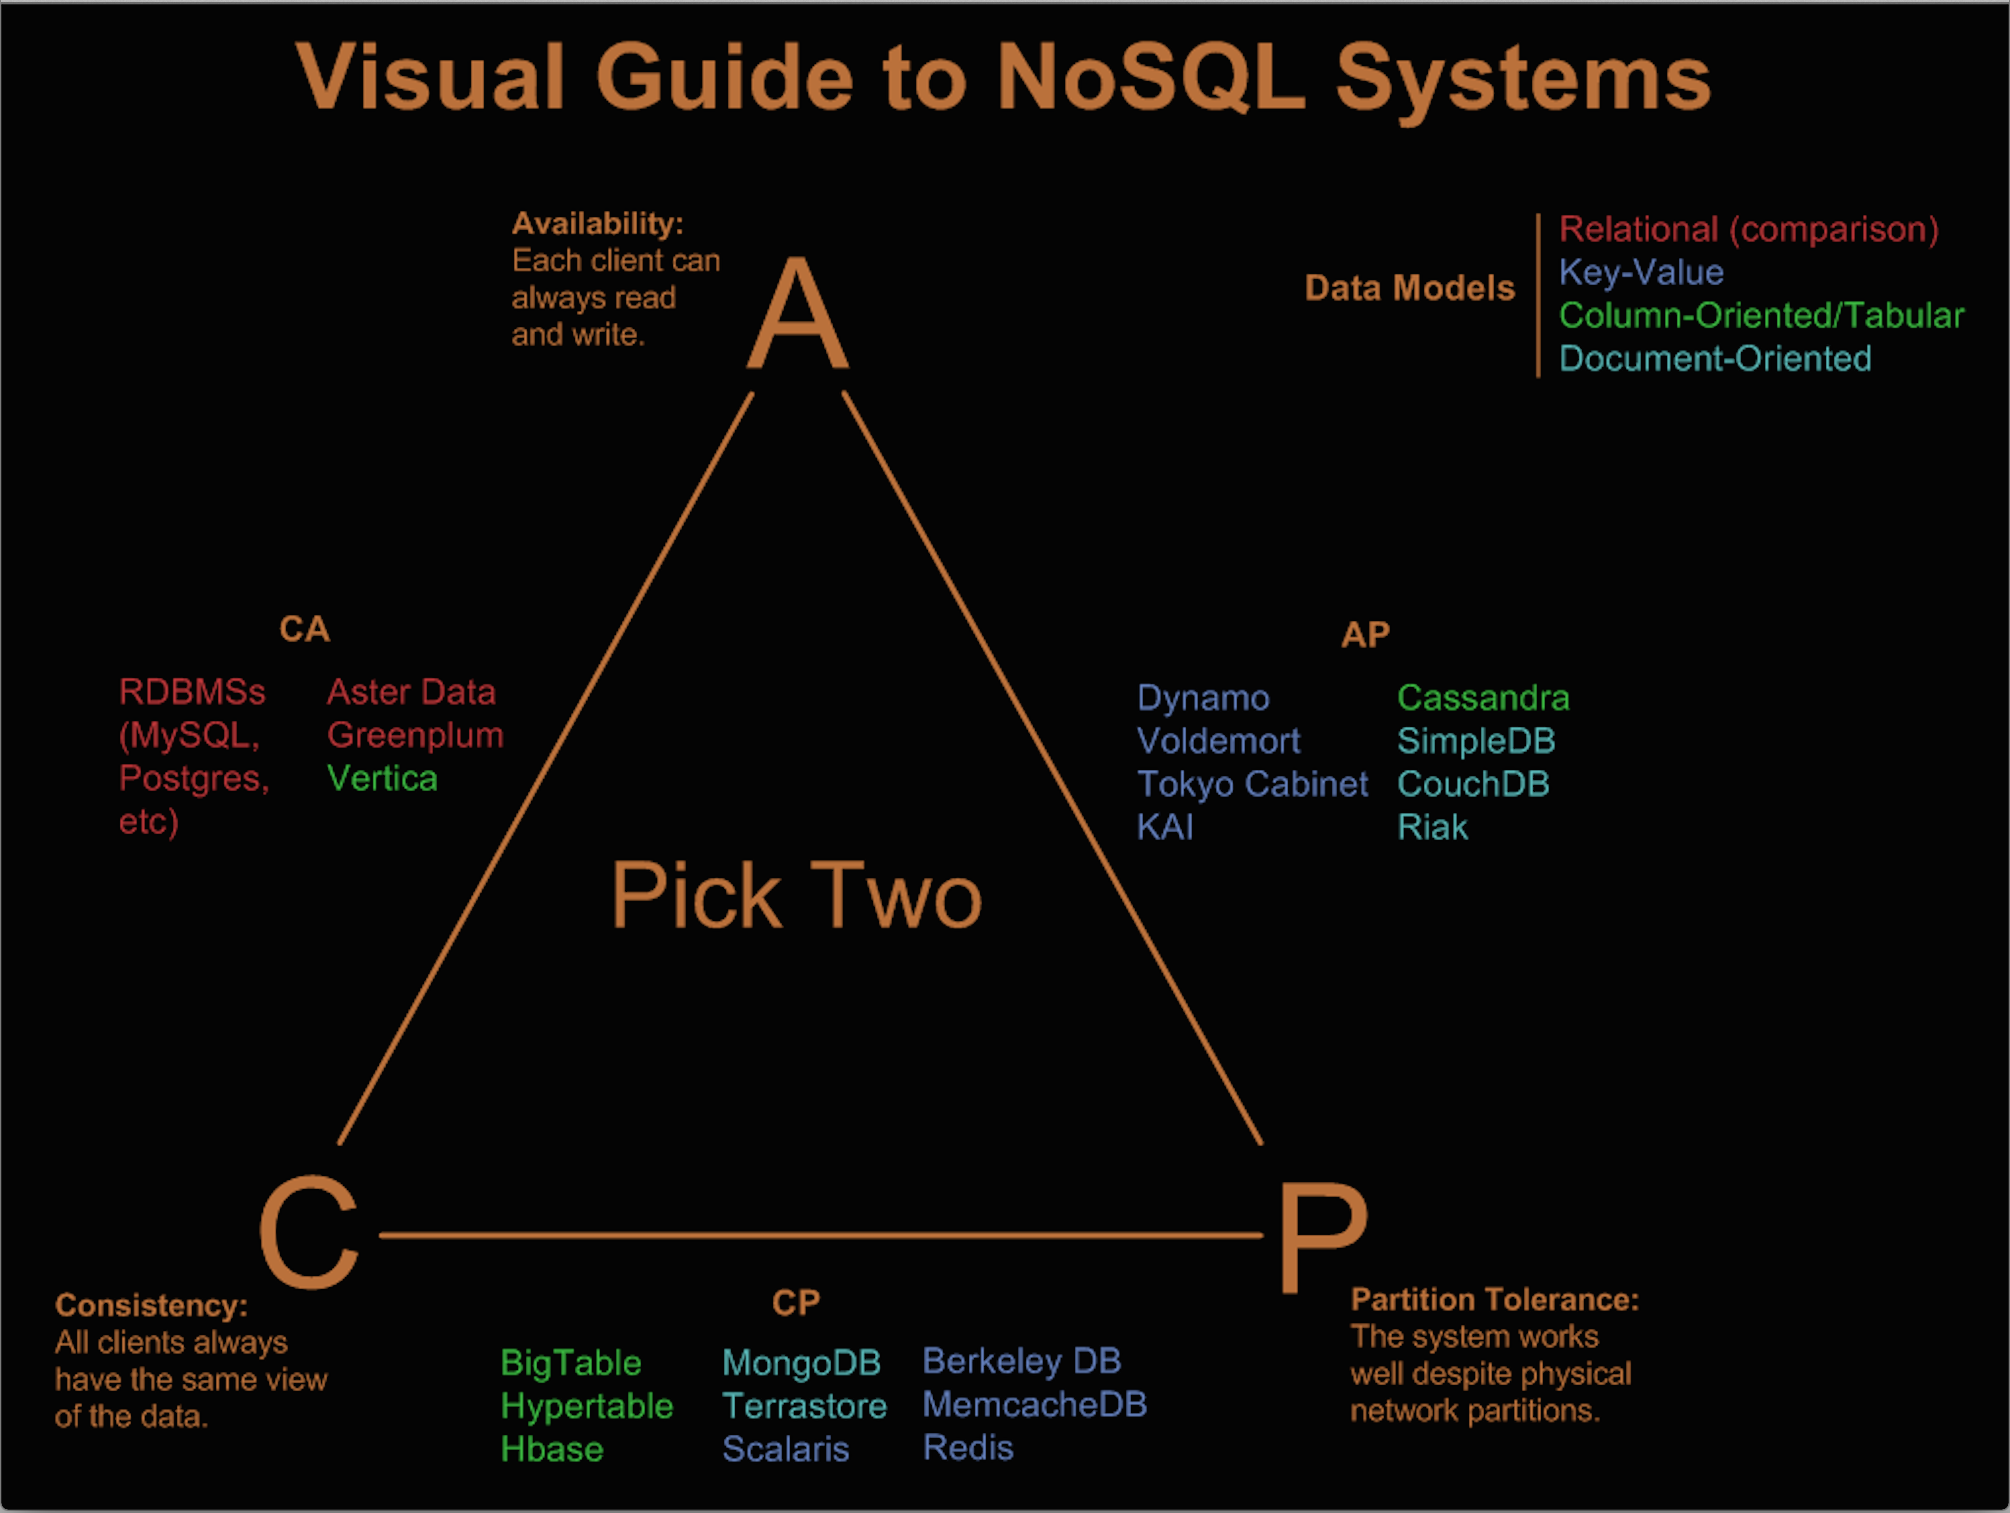 Visual Guide to NoSQL Systems
Availability:
Each client can
always read
and write.
A
Data Models
Relational (comparison)
Key-Value
Column-Oriented/Tabular
Document-Oriented
CA
RDBMSs
(MySQL,
Postgres,
etc)
Aster Data
Greenplum
Vertica
AP
Dynamo
Voldemort
Tokyo Cabinet
KAI
Cassandra
SimpleDB
CouchDB
Riak
Pick Two
C
P
Consistency:
All clients always
have the same view
of the data.
CP
BigTable
Hypertable
Hbase
MongoDB
Terrastore
Scalaris
Berkeley DB
MemcacheDB
Redis
Partition Tolerance:
The system works
well despite physical
network partitions.